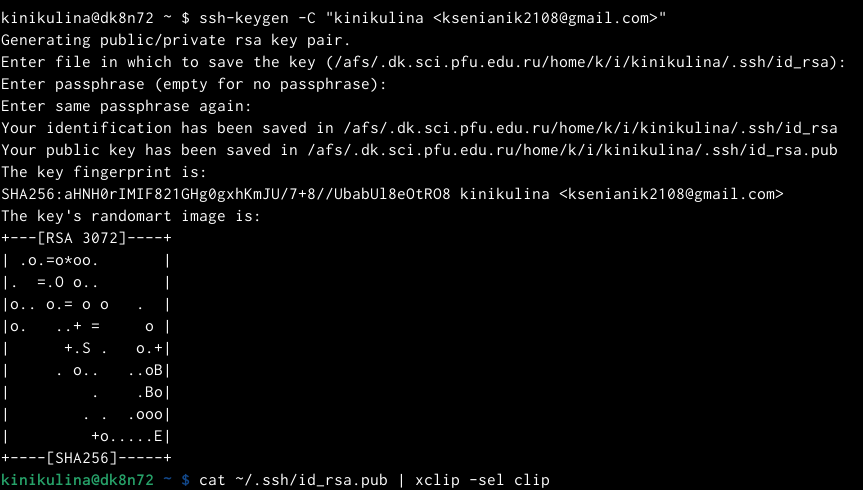 kinikulina@dk8n72 ~ $ ssh-keygen -C "kinikulina <ksenianik2108@gmail.com>"
Generating public/private rsa key pair.
Enter file in which to save the key (/afs/.dk.sci.pfu.edu.ru/home/k/i/kinikulina/.ssh/id_rsa):
Enter passphrase (empty for no passphrase):
Enter same passphrase again:
Your identification has been saved in /afs/.dk.sci.pfu.edu.ru/home/k/i/kinikulina/.ssh/id_rsa
Your public key has been saved in /afs/.dk.sci.pfu.edu.ru/home/k/i/kinikulina/.ssh/id_rsa.pub
The key fingerprint is:
SHA256:aHNH0rIMIF821GHg0gxhKmJU/7+8//UbabUl8eOtRO8 kinikulina <ksenianik2108@gmail.com>
The key's randomart image is:
+---[RSA 3072]----+
| .o.=o*oo.       |
|.  =.O o..       |
|o.. o.= o o   .  |
|o.   ..+ =     o |
|      +.S .   o.+|
|     . o..   ..oB|
|         .    .Bo|
|        . .  .ooo|
|         +o.....E|
+----[SHA256]-----+
kinikulina@dk8n72 ~ $ cat ~/.ssh/id_rsa.pub | xclip -sel clip